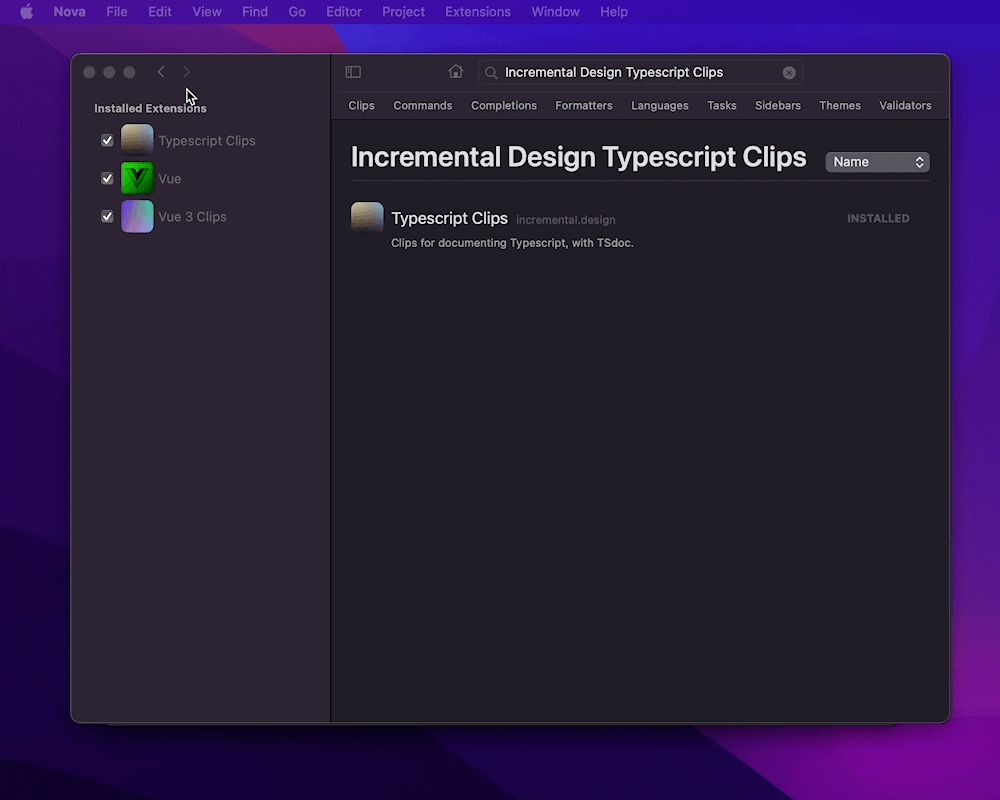 Nova File Edit View Find Go Editor Project Extensions Window Help
Incremental Design Typescript Clips
Installed Extensions
Typescript Clips
Vue
Vue 3 Clips
Clips Commands Completions Formatters Languages Tasks Sidebars Themes Validators
Incremental Design Typescript Clips
Name
Typescript Clips incremental.design
INSTALLED
Clips for documenting Typescript, with TSdoc.